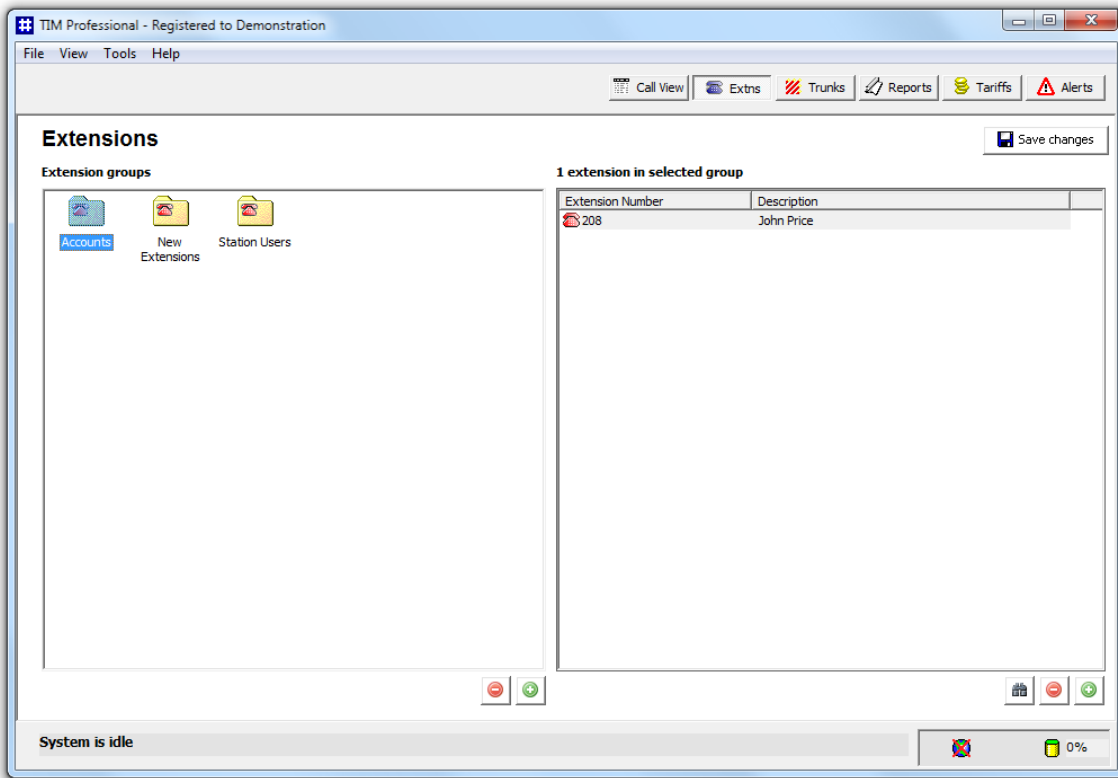 TIM Professional - Registered to Demonstration
File View Tools Help
Call View Extns Trunks Reports Tariffs Alerts
Extensions
Save changes
Extension groups
1 extension in selected group
Extension Number Description
208 John Price
Accounts
New Extensions
Station Users
System is idle
0%